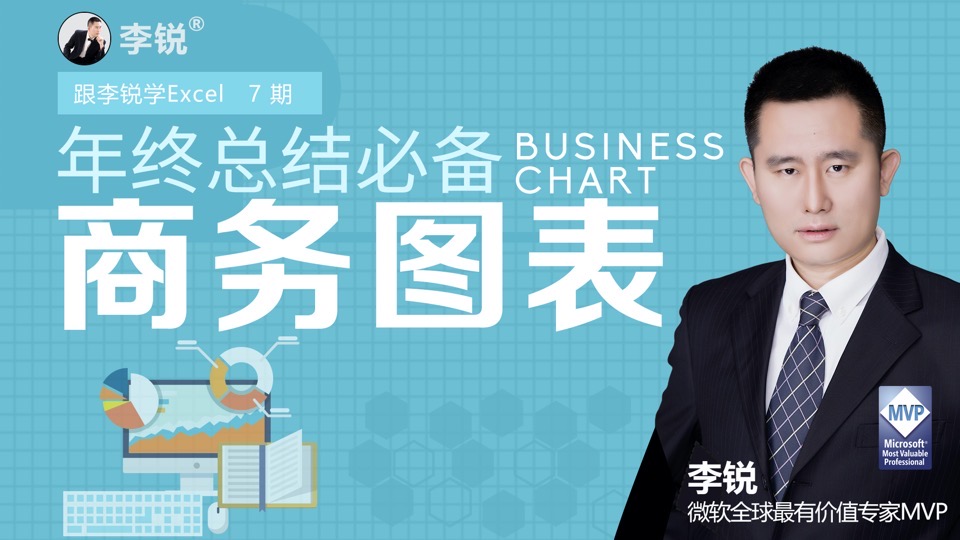 李锐®
跟李锐学Excel 7 期
年终总结必备
BUSINESS
CHART
商务图表
MVP
Microsoft®
Most Valuable
Professional
李锐
微软全球最有价值专家MVP